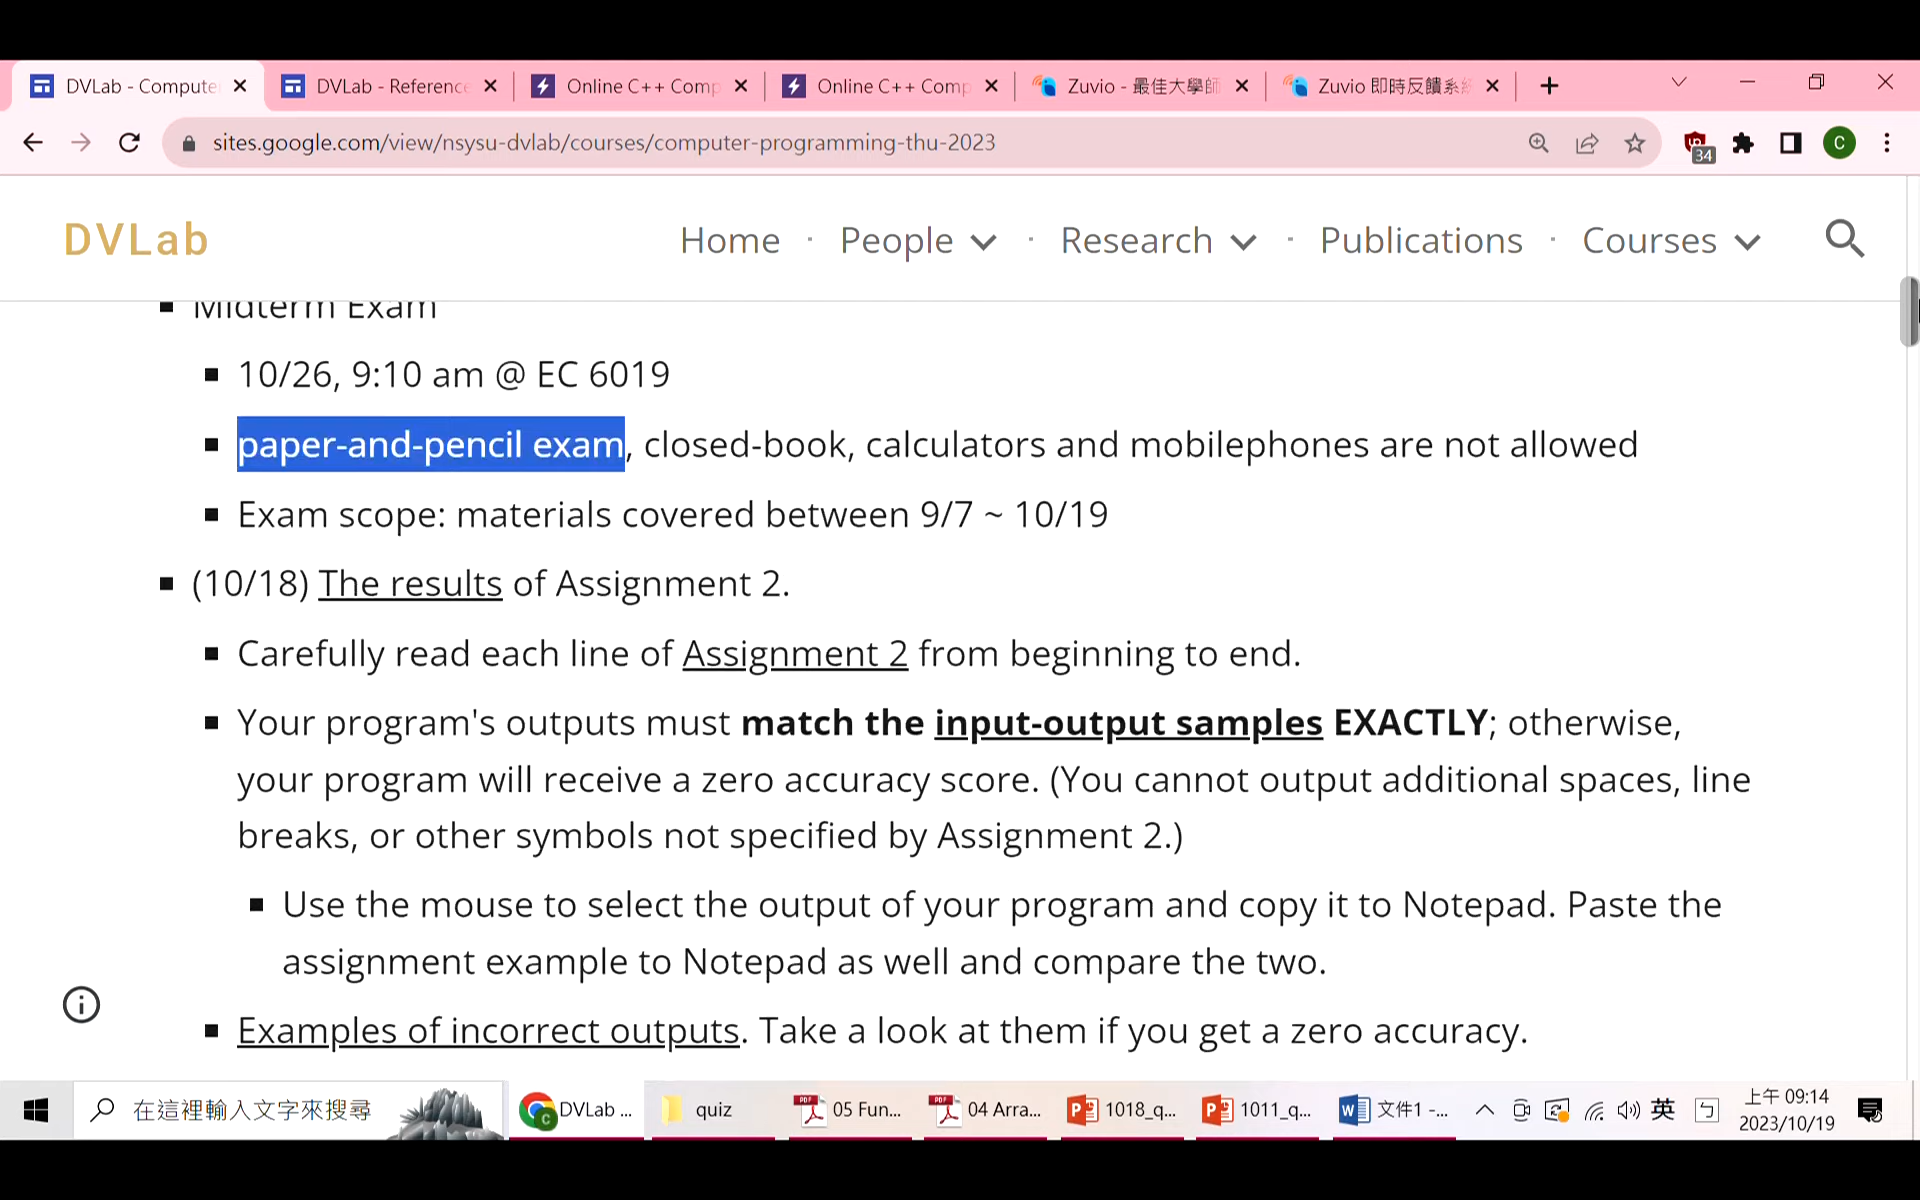 DVLab - Compute
DVLab - Reference
Online C++ Comp
Online C++ Comp
Zuvio - 最佳大學師
Zuvio 即時反饋系統
sites.google.com/view/nsysu-dvlab/courses/computer-programming-thu-2023
34
C
DVLab
Home · People · Research · Publications · Courses
Midterm Exam
10/26, 9:10 am @ EC 6019
paper-and-pencil exam, closed-book, calculators and mobilephones are not allowed
Exam scope: materials covered between 9/7 ~ 10/19
(10/18) The results of Assignment 2.
Carefully read each line of Assignment 2 from beginning to end.
Your program's outputs must match the input-output samples EXACTLY; otherwise,
your program will receive a zero accuracy score. (You cannot output additional spaces, line
breaks, or other symbols not specified by Assignment 2.)
Use the mouse to select the output of your program and copy it to Notepad. Paste the
assignment example to Notepad as well and compare the two.
Examples of incorrect outputs. Take a look at them if you get a zero accuracy.
在這裡輸入文字來搜尋
DVLab ...
quiz
05 Fun...
04 Arra...
1018_q...
1011_q...
文件1 -...
英
上午 09:14
2023/10/19